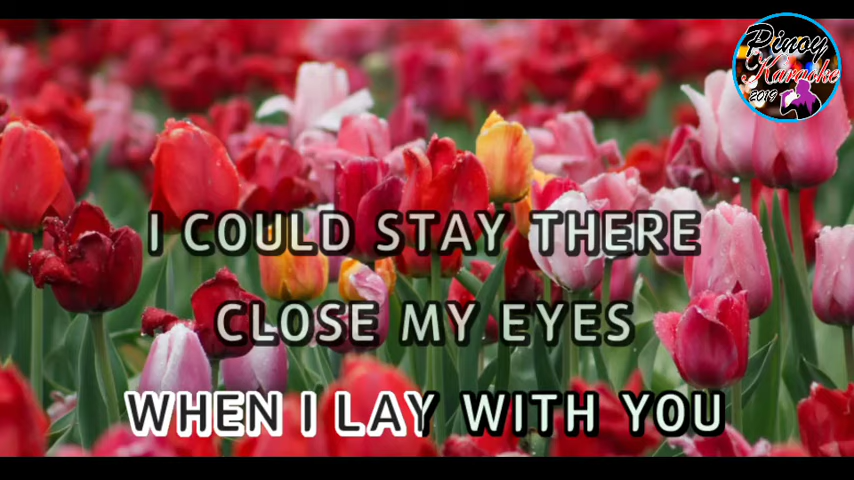 Pinoy
Karaoke
2019
I COULD STAY THERE
CLOSE MY EYES
WHEN I LAY WITH YOU